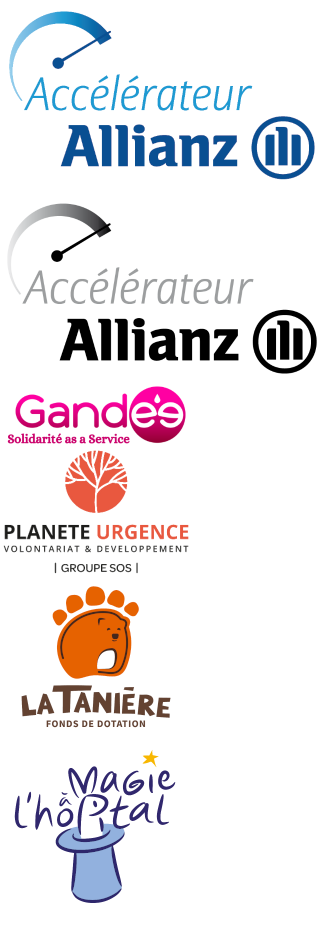 Accélérateur
Allianz
Accélérateur
Allianz
Gandee
Solidarité as a Service
PLANETE URGENCE
VOLONTARIAT & DEVELOPPEMENT
| GROUPE SOS |
LA TANIÈRE
FONDS DE DOTATION
MAGiE
à
l'hôPital